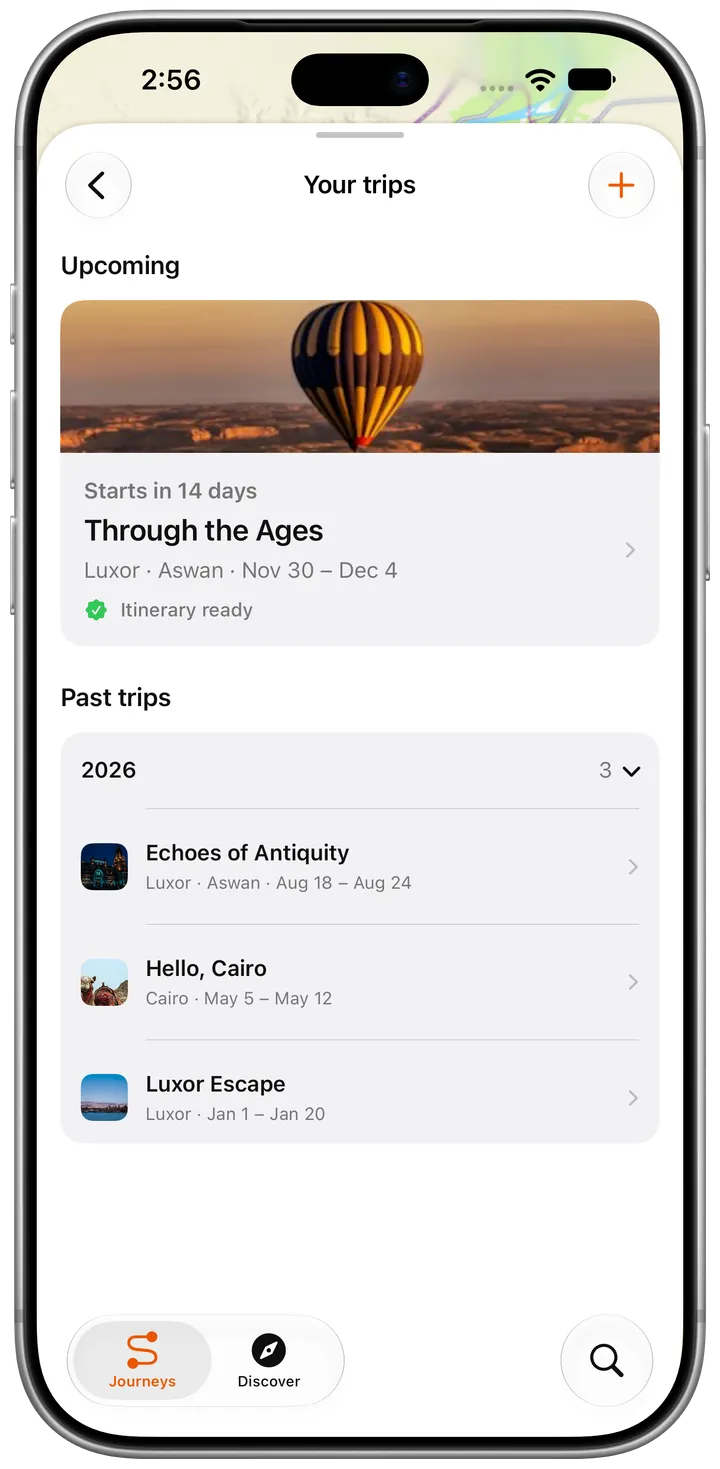 2:56
Your trips
Upcoming
Starts in 14 days
Through the Ages
Luxor · Aswan · Nov 30 – Dec 4
Itinerary ready
Past trips
2026 3
Echoes of Antiquity
Luxor · Aswan · Aug 18 – Aug 24
Hello, Cairo
Cairo · May 5 – May 12
Luxor Escape
Luxor · Jan 1 – Jan 20
Journeys Discover